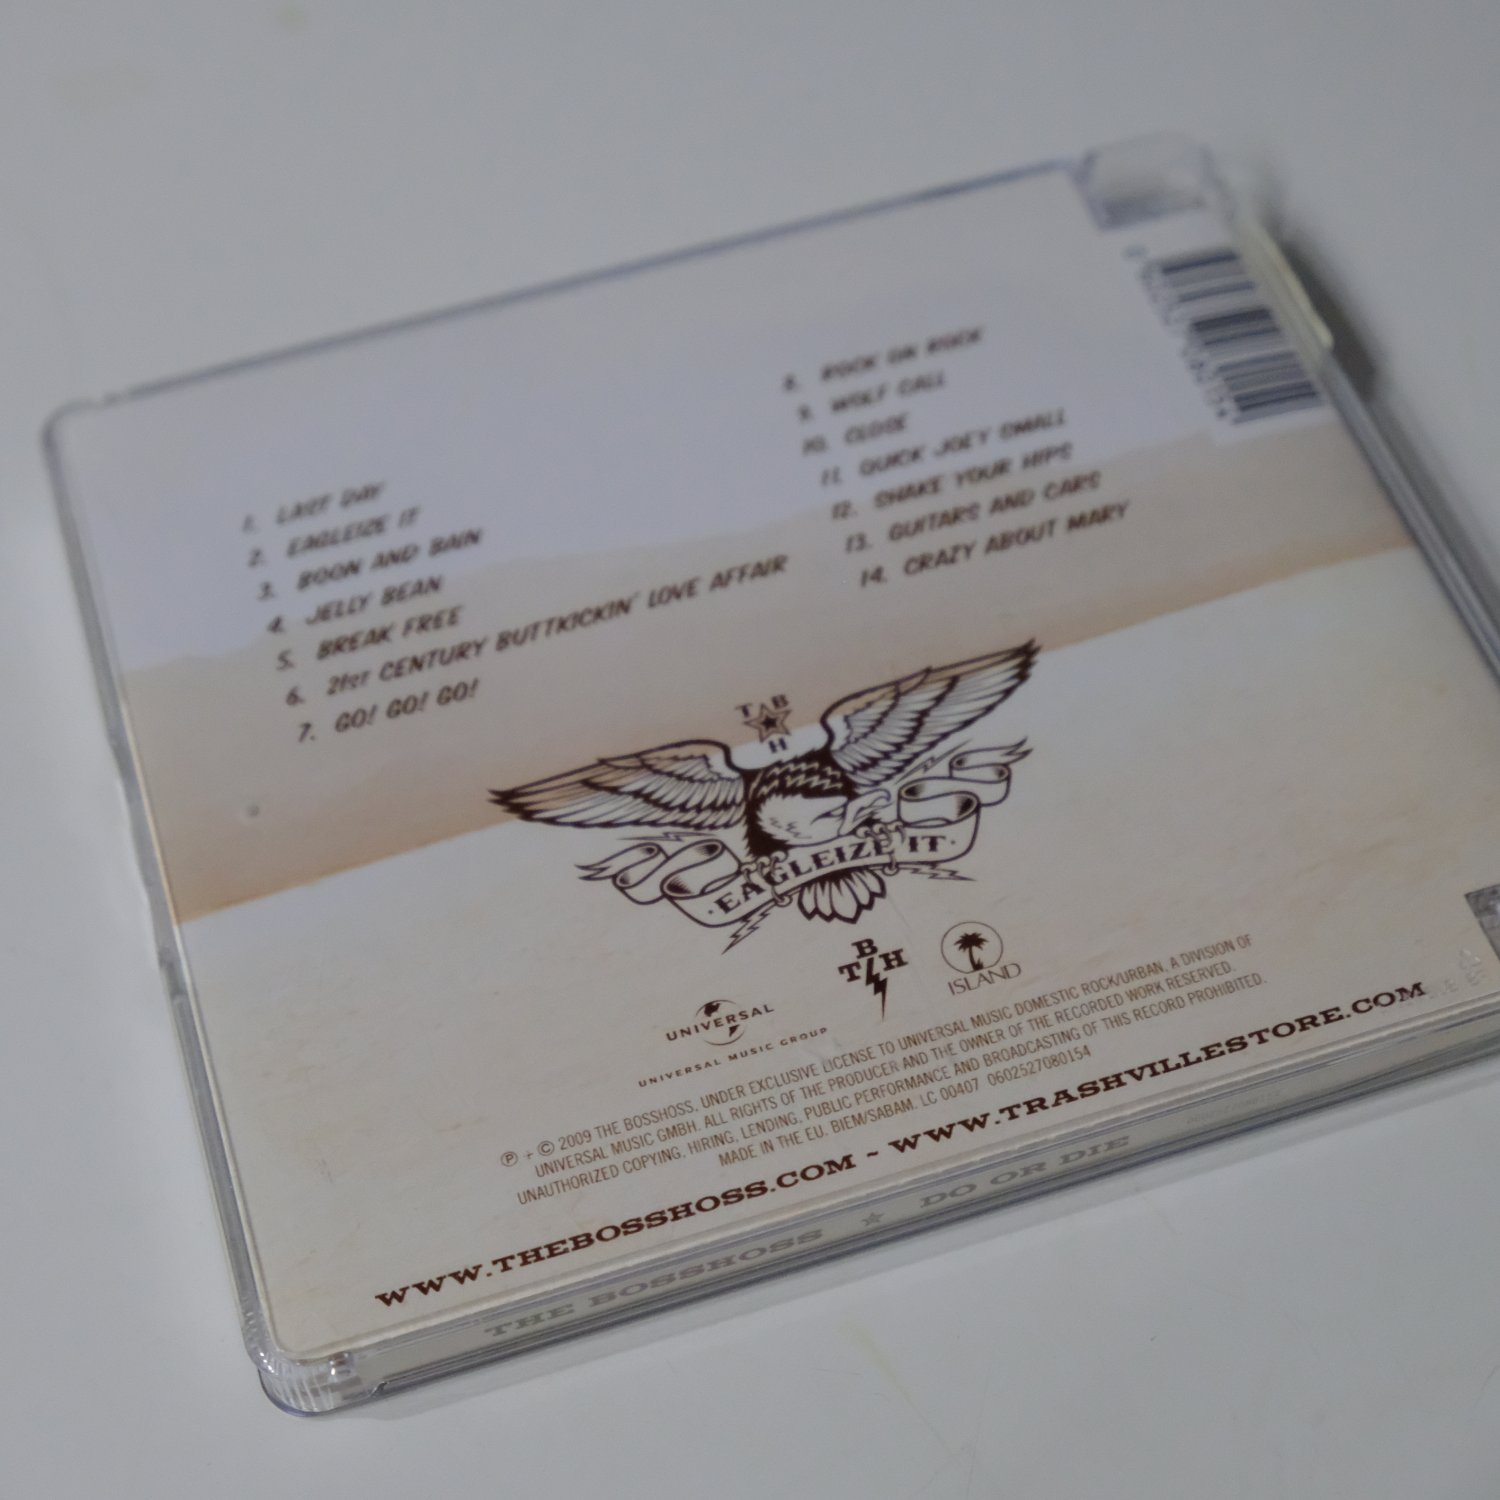 1. LAST DAY
2. EAGLEIZE IT
3. BOON AND BAIN
4. JELLY BEAN
5. BREAK FREE
6. 21ST CENTURY BUTTKICKIN' LOVE AFFAIR
7. GO! GO! GO!
8. ROCK ON ROCK
9. WOLF CALL
10. CLOSE
11. QUICK JOEY SMALL
12. SHAKE YOUR HIPS
13. GUITARS AND CARS
14. CRAZY ABOUT MARY
T B
H
·EAGLEIZE IT·
B
T H
ISLAND
UNIVERSAL
UNIVERSAL MUSIC GROUP
℗ + © 2009 THE BOSSHOSS, UNDER EXCLUSIVE LICENSE TO UNIVERSAL MUSIC DOMESTIC ROCK/URBAN, A DIVISION OF
UNIVERSAL MUSIC GMBH. ALL RIGHTS OF THE PRODUCER AND THE OWNER OF THE RECORDED WORK RESERVED.
UNAUTHORIZED COPYING, HIRING, LENDING, PUBLIC PERFORMANCE AND BROADCASTING OF THIS RECORD PROHIBITED.
MADE IN THE EU. BIEM/SABAM. LC 00407 0602527080154
WWW.THEBOSSHOSS.COM ~ WWW.TRASHVILLESTORE.COM
THE BOSSHOSS ☆ DO OR DIE